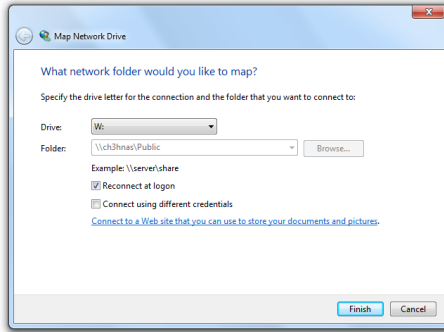 Map Network Drive
What network folder would you like to map?
Specify the drive letter for the connection and the folder that you want to connect to:
Drive: W:
Folder: \\ch3hnas\Public Browse...
Example: \\server\share
Reconnect at logon
Connect using different credentials
Connect to a Web site that you can use to store your documents and pictures.
Finish Cancel